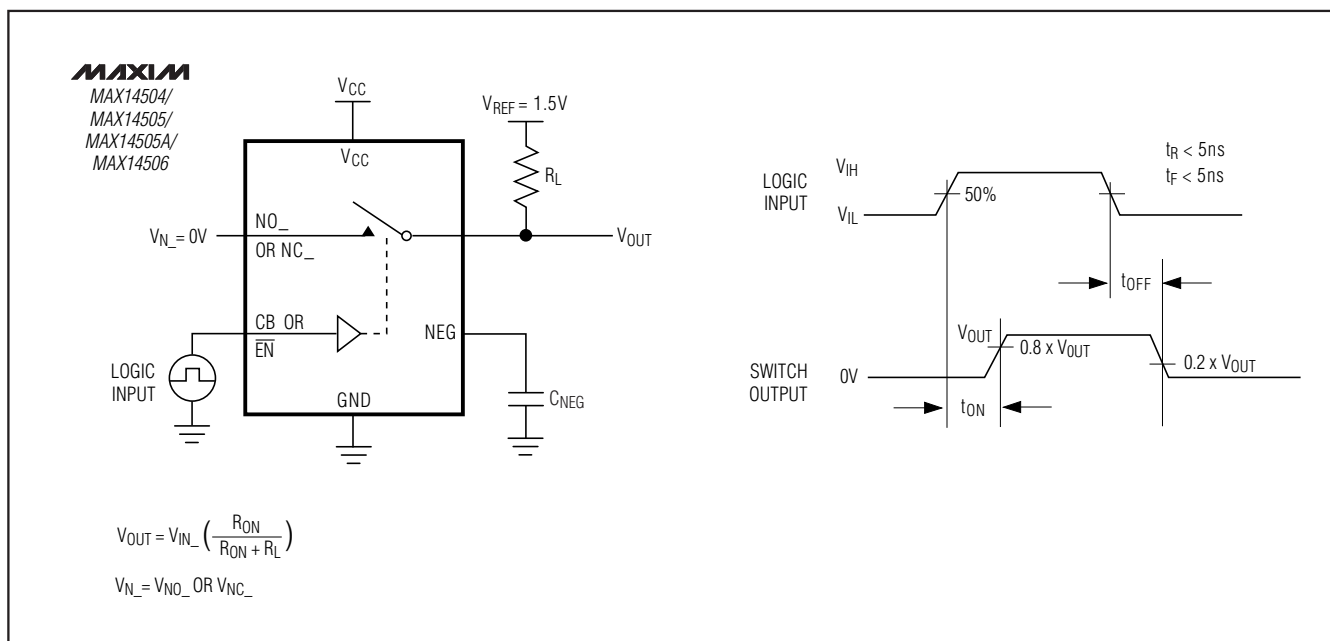 MAXIM
MAX14504/
MAX14505/
MAX14505A/
MAX14506
VCC
VCC
VREF = 1.5V
RL
NO_
OR NC_
VN_= 0V
VOUT
CB OR
EN
NEG
LOGIC
INPUT
GND
CNEG
VOUT = VIN_ ( RON / RON + RL )
VN_= VNO_ OR VNC_
LOGIC
INPUT
VIH
VIL
50%
tR < 5ns
tF < 5ns
tOFF
SWITCH
OUTPUT
VOUT
0V
0.8 x VOUT
0.2 x VOUT
tON